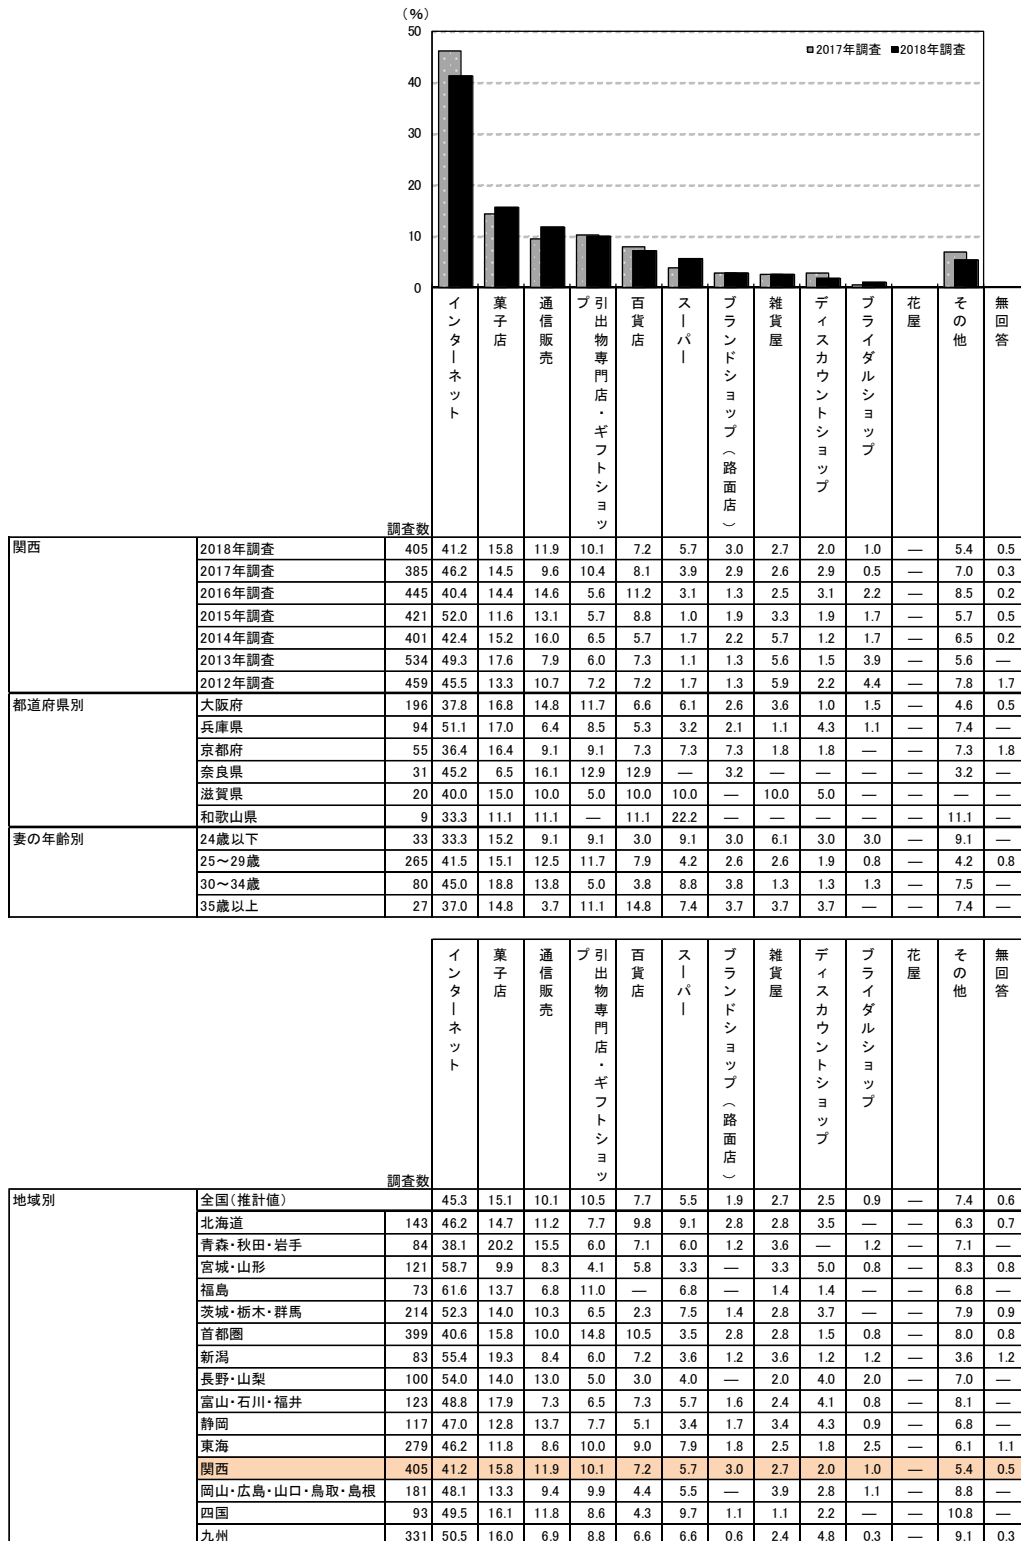 （%）
50
40
30
20
10
0
2017年調査 2018年調査
インターネット
菓子店
通信販売
引出物専門店・ギフトショップ
百貨店
スーパー
ブランドショップ（路面店）
雑貨屋
ディスカウントショップ
ブライダルショップ
花屋
その他
無回答
調査数
関西 2018年調査 405 41.2 15.8 11.9 10.1 7.2 5.7 3.0 2.7 2.0 1.0 — 5.4 0.5
2017年調査 385 46.2 14.5 9.6 10.4 8.1 3.9 2.9 2.6 2.9 0.5 — 7.0 0.3
2016年調査 445 40.4 14.4 14.6 5.6 11.2 3.1 1.3 2.5 3.1 2.2 — 8.5 0.2
2015年調査 421 52.0 11.6 13.1 5.7 8.8 1.0 1.9 3.3 1.9 1.7 — 5.7 0.5
2014年調査 401 42.4 15.2 16.0 6.5 5.7 1.7 2.2 5.7 1.2 1.7 — 6.5 0.2
2013年調査 534 49.3 17.6 7.9 6.0 7.3 1.1 1.3 5.6 1.5 3.9 — 5.6 —
2012年調査 459 45.5 13.3 10.7 7.2 7.2 1.7 1.3 5.9 2.2 4.4 — 7.8 1.7
都道府県別 大阪府 196 37.8 16.8 14.8 11.7 6.6 6.1 2.6 3.6 1.0 1.5 — 4.6 0.5
兵庫県 94 51.1 17.0 6.4 8.5 5.3 3.2 2.1 1.1 4.3 1.1 — 7.4 —
京都府 55 36.4 16.4 9.1 9.1 7.3 7.3 7.3 1.8 1.8 — — 7.3 1.8
奈良県 31 45.2 6.5 16.1 12.9 12.9 — 3.2 — — — — 3.2 —
滋賀県 20 40.0 15.0 10.0 5.0 10.0 10.0 — 10.0 5.0 — — — —
和歌山県 9 33.3 11.1 11.1 — 11.1 22.2 — — — — — 11.1 —
妻の年齢別 24歳以下 33 33.3 15.2 9.1 9.1 3.0 9.1 3.0 6.1 3.0 3.0 — 9.1 —
25～29歳 265 41.5 15.1 12.5 11.7 7.9 4.2 2.6 2.6 1.9 0.8 — 4.2 0.8
30～34歳 80 45.0 18.8 13.8 5.0 3.8 8.8 3.8 1.3 1.3 1.3 — 7.5 —
35歳以上 27 37.0 14.8 3.7 11.1 14.8 7.4 3.7 3.7 3.7 — — 7.4 —
インターネット
菓子店
通信販売
引出物専門店・ギフトショップ
百貨店
スーパー
ブランドショップ（路面店）
雑貨屋
ディスカウントショップ
ブライダルショップ
花屋
その他
無回答
調査数
地域別 全国（推計値） 45.3 15.1 10.1 10.5 7.7 5.5 1.9 2.7 2.5 0.9 — 7.4 0.6
北海道 143 46.2 14.7 11.2 7.7 9.8 9.1 2.8 2.8 3.5 — — 6.3 0.7
青森・秋田・岩手 84 38.1 20.2 15.5 6.0 7.1 6.0 1.2 3.6 — 1.2 — 7.1 —
宮城・山形 121 58.7 9.9 8.3 4.1 5.8 3.3 — 3.3 5.0 0.8 — 8.3 0.8
福島 73 61.6 13.7 6.8 11.0 — 6.8 — 1.4 1.4 — — 6.8 —
茨城・栃木・群馬 214 52.3 14.0 10.3 6.5 2.3 7.5 1.4 2.8 3.7 — — 7.9 0.9
首都圏 399 40.6 15.8 10.0 14.8 10.5 3.5 2.8 2.8 1.5 0.8 — 8.0 0.8
新潟 83 55.4 19.3 8.4 6.0 7.2 3.6 1.2 3.6 1.2 1.2 — 3.6 1.2
長野・山梨 100 54.0 14.0 13.0 5.0 3.0 4.0 — 2.0 4.0 2.0 — 7.0 —
富山・石川・福井 123 48.8 17.9 7.3 6.5 7.3 5.7 1.6 2.4 4.1 0.8 — 8.1 —
静岡 117 47.0 12.8 13.7 7.7 5.1 3.4 1.7 3.4 4.3 0.9 — 6.8 —
東海 279 46.2 11.8 8.6 10.0 9.0 7.9 1.8 2.5 1.8 2.5 — 6.1 1.1
関西 405 41.2 15.8 11.9 10.1 7.2 5.7 3.0 2.7 2.0 1.0 — 5.4 0.5
岡山・広島・山口・鳥取・島根 181 48.1 13.3 9.4 9.9 4.4 5.5 — 3.9 2.8 1.1 — 8.8 —
四国 93 49.5 16.1 11.8 8.6 4.3 9.7 1.1 1.1 2.2 — — 10.8 —
九州 331 50.5 16.0 6.9 8.8 6.6 6.6 0.6 2.4 4.8 0.3 — 9.1 0.3